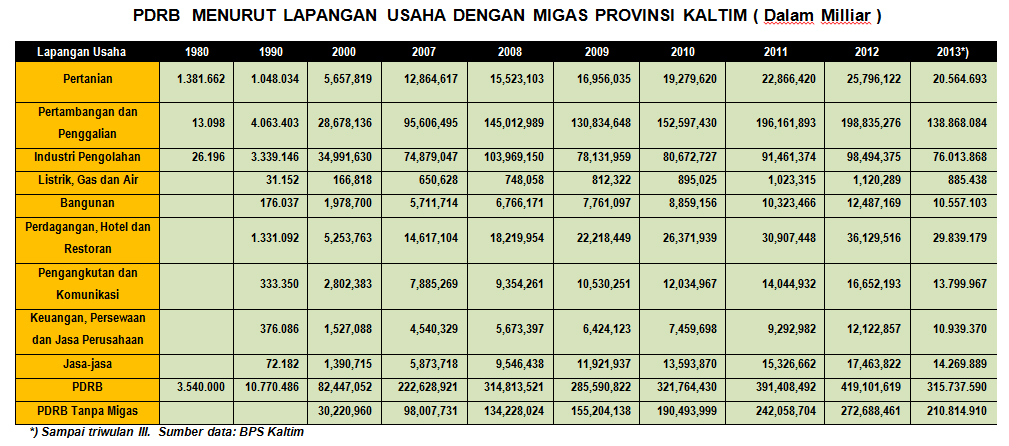 PDRB MENURUT LAPANGAN USAHA DENGAN MIGAS PROVINSI KALTIM ( Dalam Milliar )
Lapangan Usaha 1980 1990 2000 2007 2008 2009 2010 2011 2012 2013*)
Pertanian 1.381.662 1.048.034 5,657,819 12,864,617 15,523,103 16,956,035 19,279,620 22,866,420 25,796,122 20.564.693
Pertambangan dan
Penggalian 13.098 4.063.403 28,678,136 95,606,495 145,012,989 130,834,648 152,597,430 196,161,893 198,835,276 138.868.084
Industri Pengolahan 26.196 3.339.146 34,991,630 74,879,047 103,969,150 78,131,959 80,672,727 91,461,374 98,494,375 76.013.868
Listrik, Gas dan Air 31.152 166,818 650,628 748,058 812,322 895,025 1,023,315 1,120,289 885.438
Bangunan 176.037 1,978,700 5,711,714 6,766,171 7,761,097 8,859,156 10,323,466 12,487,169 10.557.103
Perdagangan, Hotel dan
Restoran 1.331.092 5,253,763 14,617,104 18,219,954 22,218,449 26,371,939 30,907,448 36,129,516 29.839.179
Pengangkutan dan
Komunikasi 333.350 2,802,383 7,885,269 9,354,261 10,530,251 12,034,967 14,044,932 16,652,193 13.799.967
Keuangan, Persewaan
dan Jasa Perusahaan 376.086 1,527,088 4,540,329 5,673,397 6,424,123 7,459,698 9,292,982 12,122,857 10.939.370
Jasa-jasa 72.182 1,390,715 5,873,718 9,546,438 11,921,937 13,593,870 15,326,662 17,463,822 14.269.889
PDRB 3.540.000 10.770.486 82,447,052 222,628,921 314,813,521 285,590,822 321,764,430 391,408,492 419,101,619 315.737.590
PDRB Tanpa Migas 30,220,960 98,007,731 134,228,024 155,204,138 190,493,999 242,058,704 272,688,461 210.814.910
*) Sampai triwulan III. Sumber data: BPS Kaltim